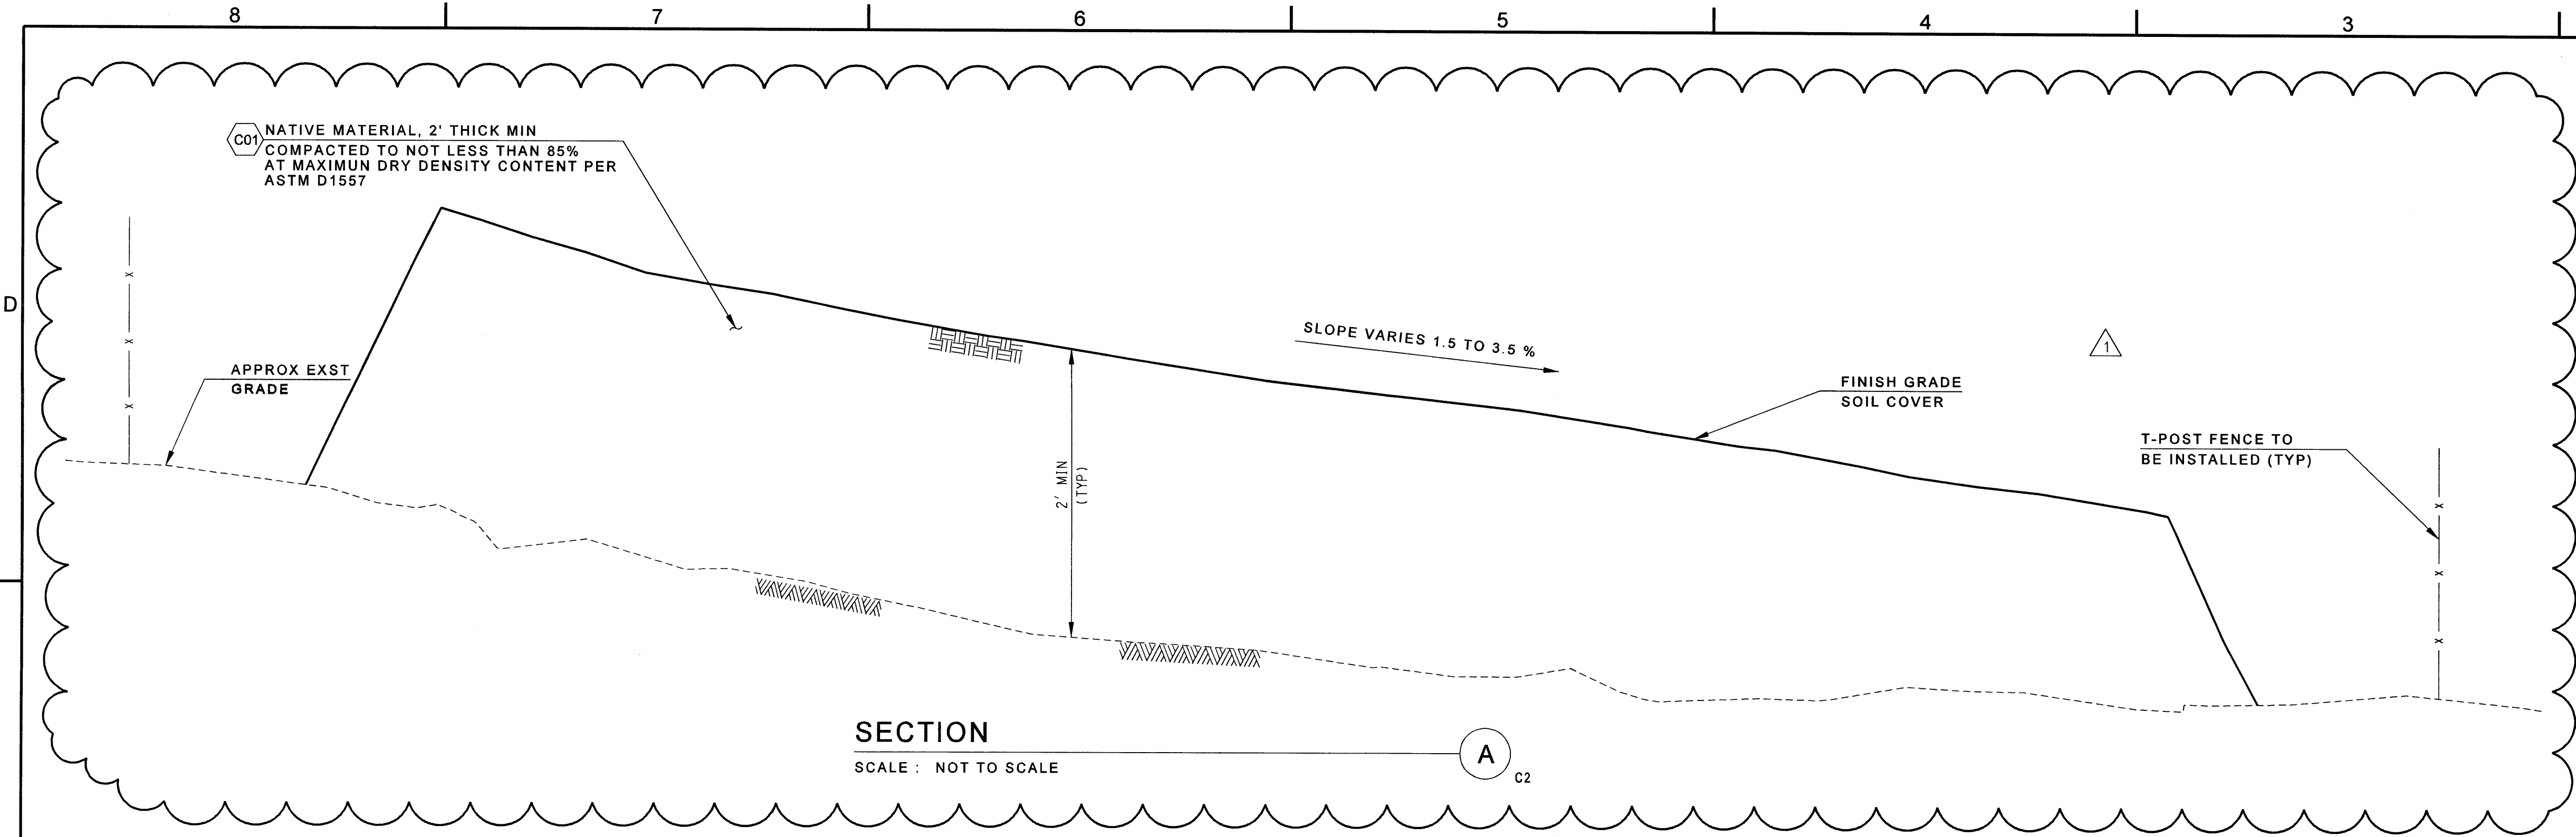 8 7 6 5 4 3
D
C01
NATIVE MATERIAL, 2' THICK MIN
COMPACTED TO NOT LESS THAN 85%
AT MAXIMUN DRY DENSITY CONTENT PER
ASTM D1557
SLOPE VARIES 1.5 TO 3.5 %
1
APPROX EXST
GRADE
FINISH GRADE
SOIL COVER
T-POST FENCE TO
BE INSTALLED (TYP)
2' MIN
(TYP)
x
x
x
x
x
x
SECTION
SCALE : NOT TO SCALE
A
C2